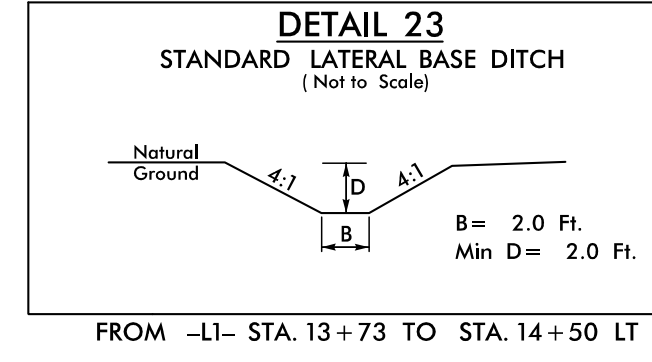 DETAIL 23
STANDARD LATERAL BASE DITCH
( Not to Scale)
Natural
Ground
4:1
D
4:1
B
B= 2.0 Ft.
Min D= 2.0 Ft.
FROM -L1- STA. 13+73 TO STA. 14+50 LT